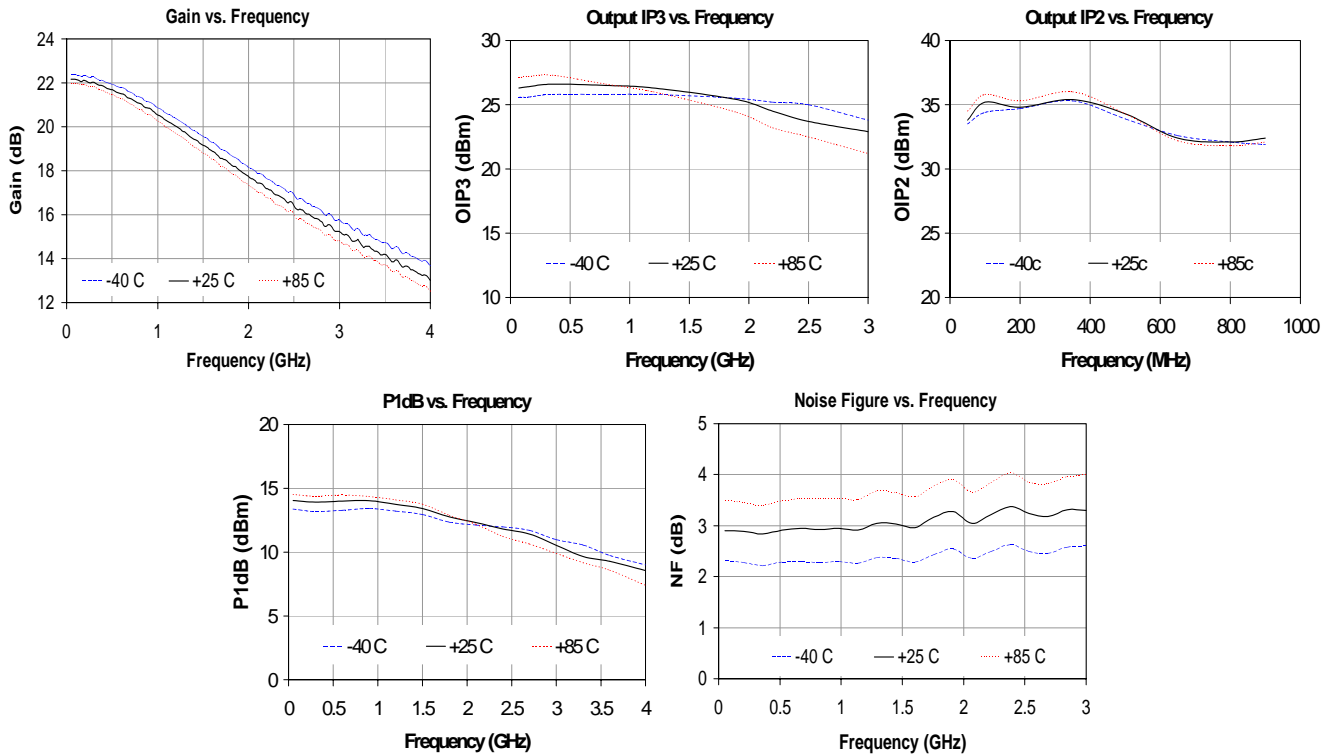 Gain vs. Frequency
24
22
20
18
16
14
12
Gain (dB)
-40 C +25 C +85 C
0 1 2 3 4
Frequency (GHz)
Output IP3 vs. Frequency
30
25
20
15
10
OIP3 (dBm)
-40 C +25 C +85 C
0 0.5 1 1.5 2 2.5 3
Frequency (GHz)
Output IP2 vs. Frequency
40
35
30
25
20
OIP2 (dBm)
-40c +25c +85c
0 200 400 600 800 1000
Frequency (MHz)
P1dB vs. Frequency
20
15
10
5
0
P1dB (dBm)
-40 C +25 C +85 C
0 0.5 1 1.5 2 2.5 3 3.5 4
Frequency (GHz)
Noise Figure vs. Frequency
5
4
3
2
1
0
NF (dB)
-40 C +25 C +85 C
0 0.5 1 1.5 2 2.5 3
Frequency (GHz)